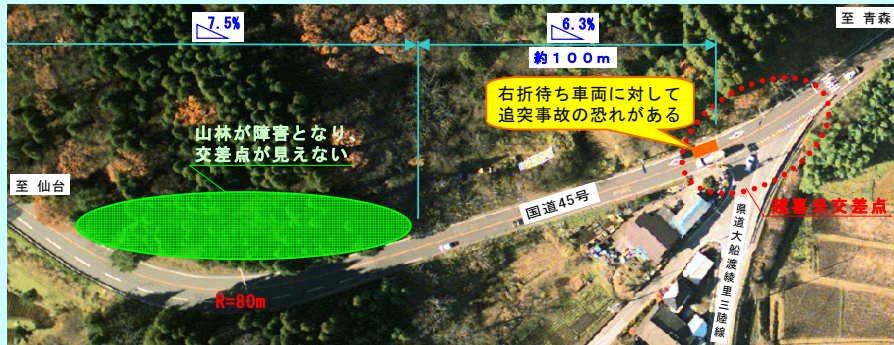 7.5%
6.3%
約100m
至 青森
右折待ち車両に対して
追突事故の恐れがある
山林が障害となり、
交差点が見えない
至 仙台
国道45号
越喜来交差点
県道大船渡綾里三陸線
R=80m